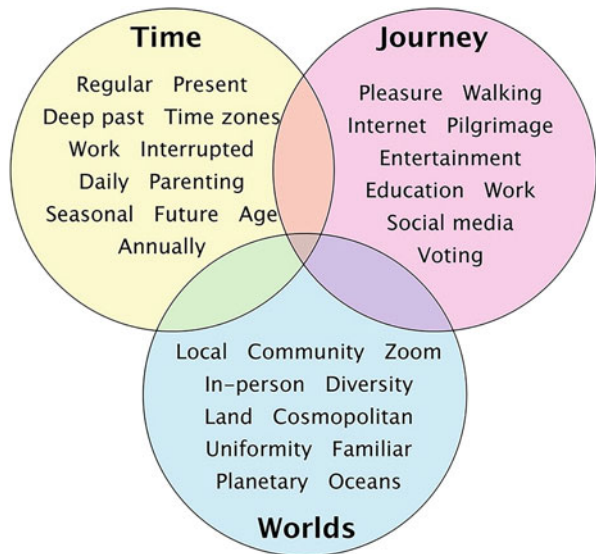 Time
Regular Present
Deep past Time zones
Work Interrupted
Daily Parenting
Seasonal Future Age
Annually
Journey
Pleasure Walking
Internet Pilgrimage
Entertainment
Education Work
Social media
Voting
Local Community Zoom
In-person Diversity
Land Cosmopolitan
Uniformity Familiar
Planetary Oceans
Worlds